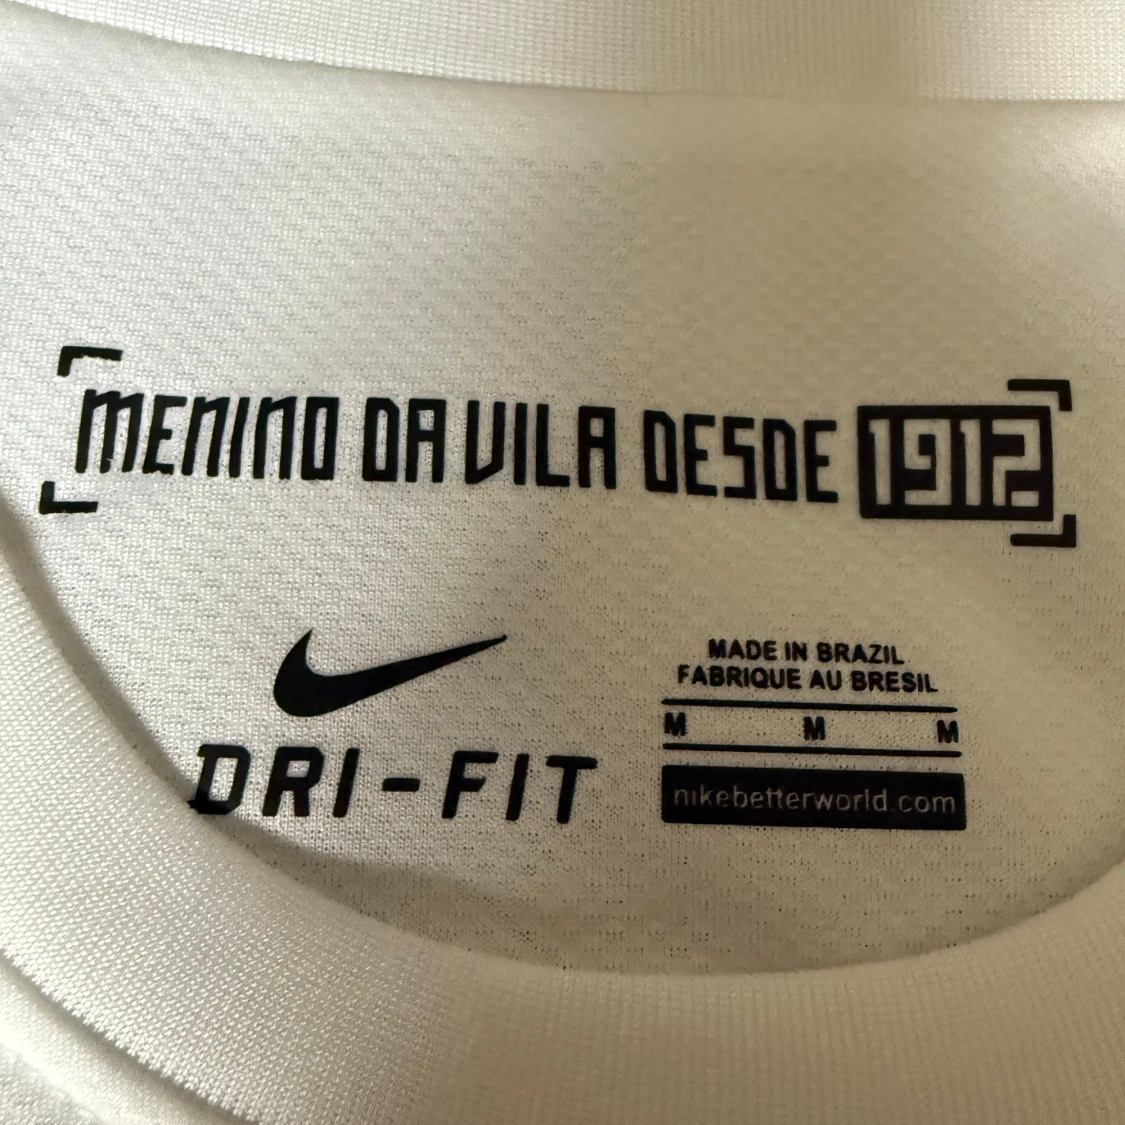 MENINO DA VILA DESDE 1912
DRI-FIT
MADE IN BRAZIL
FABRIQUE AU BRESIL
M M M
nikebetterworld.com